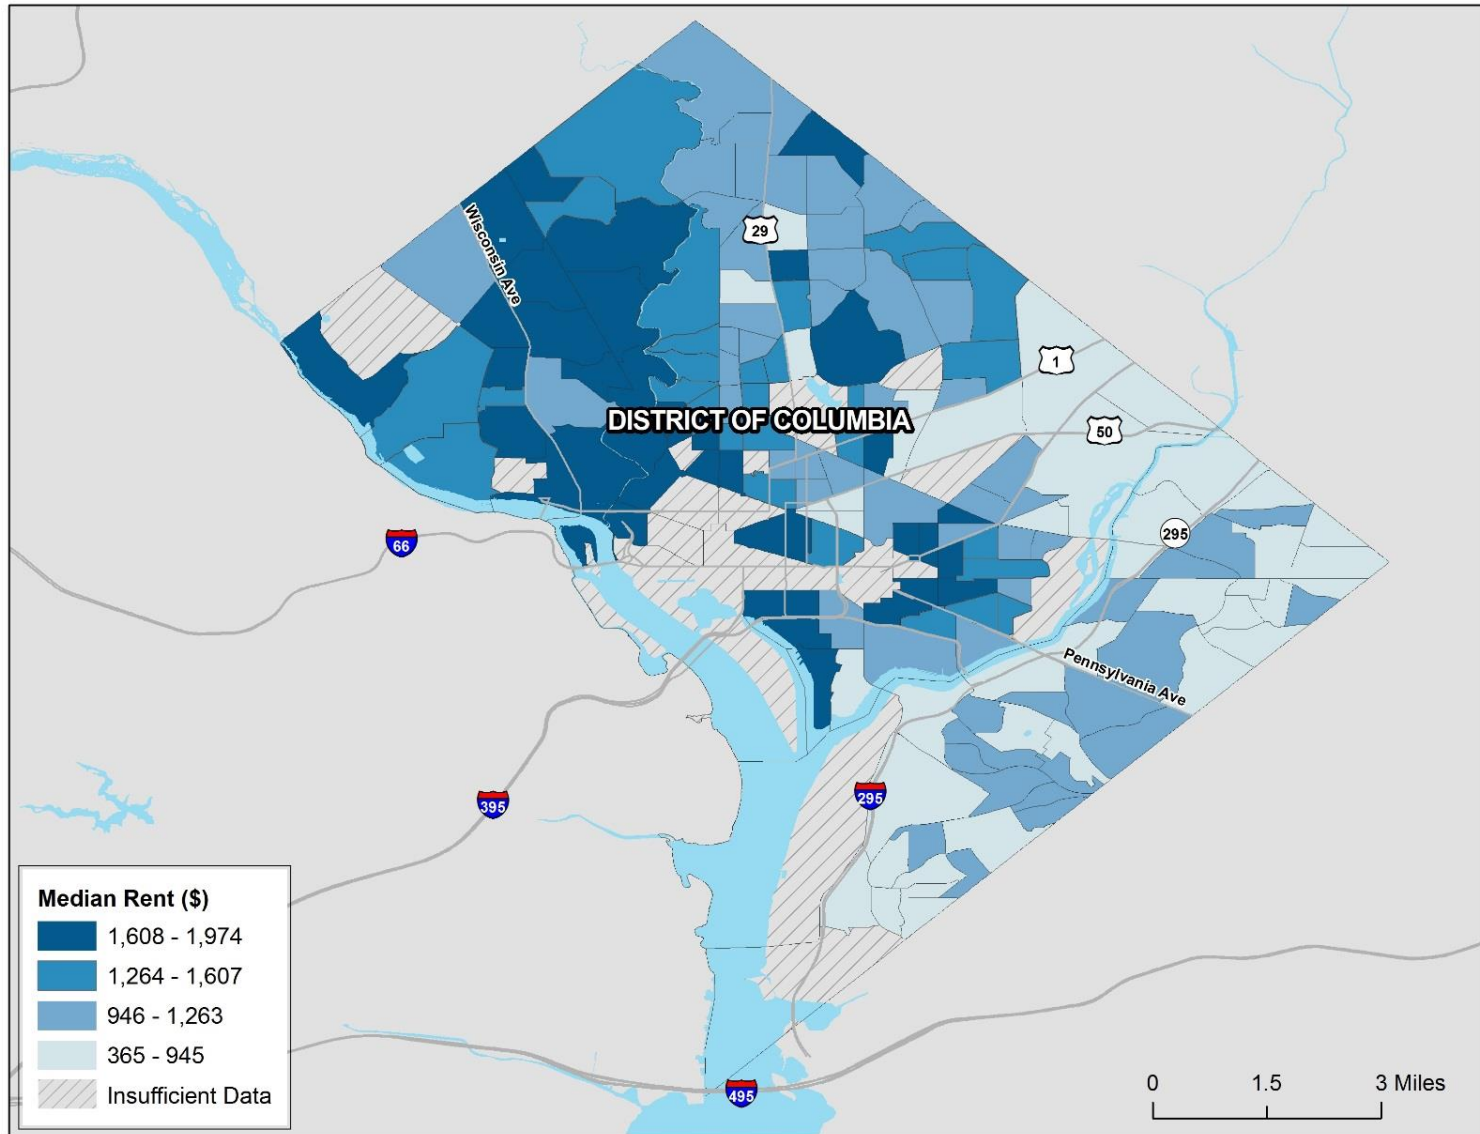 Wisconsin Ave
29
1
DISTRICT OF COLUMBIA
50
295
66
Pennsylvania Ave
395
295
Median Rent ($)
1,608 - 1,974
1,264 - 1,607
946 - 1,263
365 - 945
Insufficient Data
495
0 1.5 3 Miles